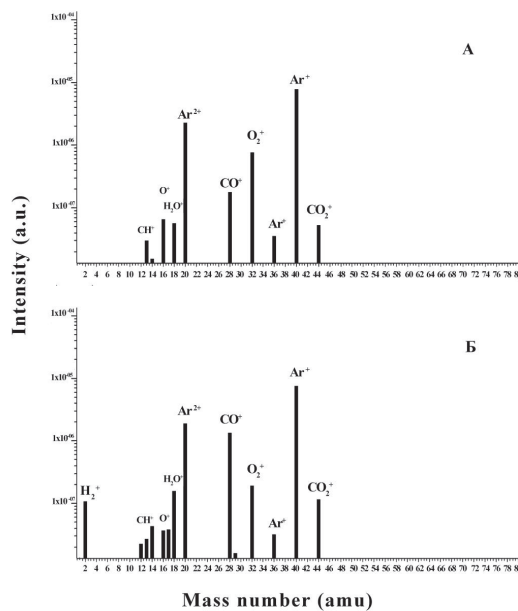 1x10⁻⁰⁴
А
Ar⁺
1x10⁻⁰⁵
Ar²⁺
O₂⁺
1x10⁻⁰⁶
CO⁺
O⁺
H₂O⁺
CO₂⁺
1x10⁻⁰⁷
CH⁺
Ar⁺
2 4 6 8 10 12 14 16 18 20 22 24 26 28 30 32 34 36 38 40 42 44 46 48 50 52 54 56 58 60 62 64 66 68 70 72 74 76 78 8
Intensity (a.u.)
1x10⁻⁰⁴
Б
Ar⁺
1x10⁻⁰⁵
Ar²⁺
CO⁺
1x10⁻⁰⁶
H₂O⁺
O₂⁺
H₂⁺
CO₂⁺
1x10⁻⁰⁷
CH⁺
O⁺
Ar⁺
2 4 6 8 10 12 14 16 18 20 22 24 26 28 30 32 34 36 38 40 42 44 46 48 50 52 54 56 58 60 62 64 66 68 70 72 74 76 78 8
Mass number (amu)